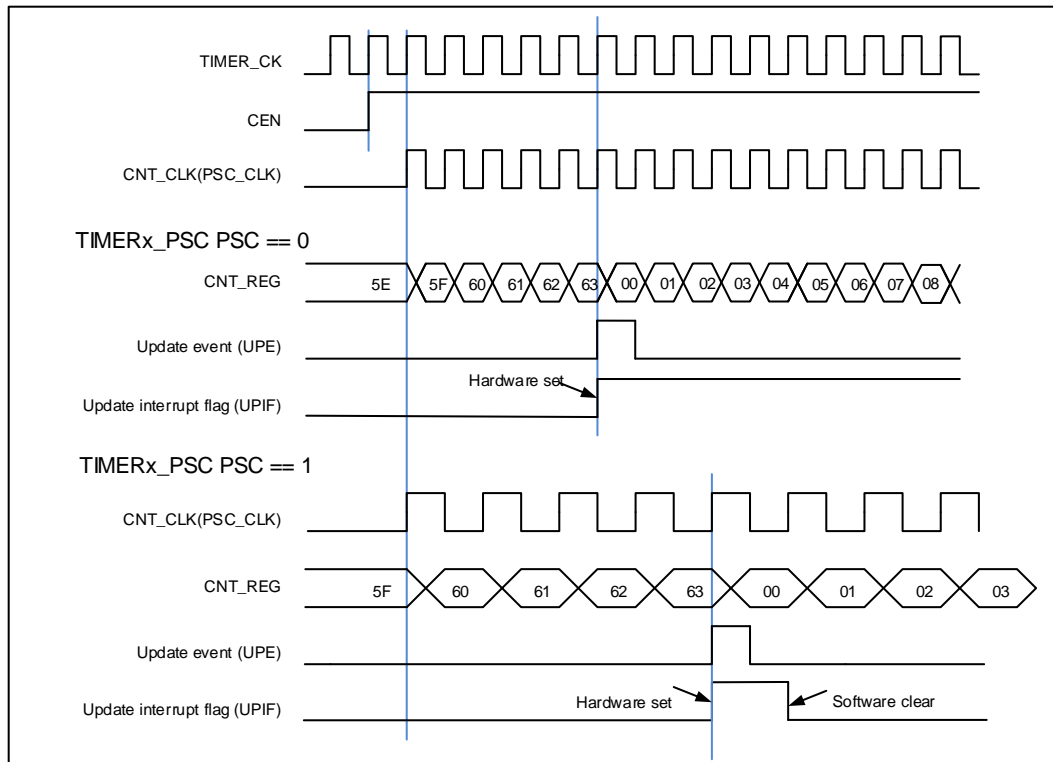 TIMER_CK
CEN
CNT_CLK(PSC_CLK)
TIMERx_PSC PSC == 0
CNT_REG 5E 5F 60 61 62 63 00 01 02 03 04 05 06 07 08
Update event (UPE)
Hardware set
Update interrupt flag (UPIF)
TIMERx_PSC PSC == 1
CNT_CLK(PSC_CLK)
CNT_REG 5F 60 61 62 63 00 01 02 03
Update event (UPE)
Update interrupt flag (UPIF) Hardware set Software clear